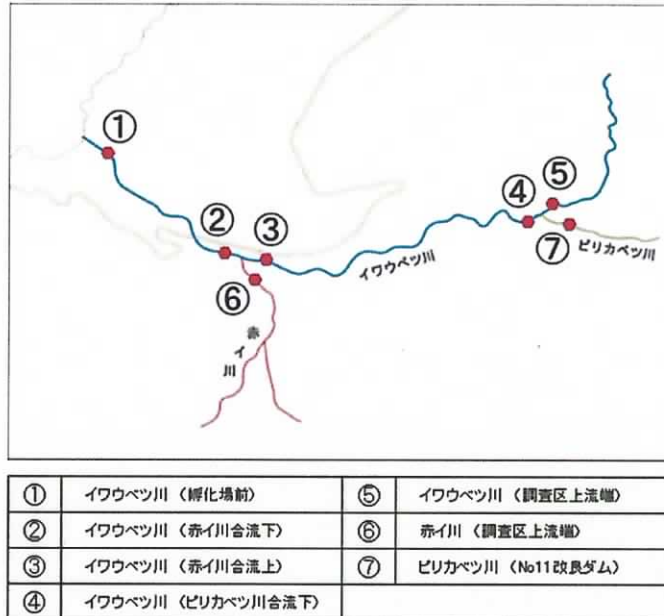 ①
②
③
④
⑤
⑥
⑦
イワウベツ川
ピリカベツ川
赤イ川
① イワウベツ川 (孵化場前) ⑤ イワウベツ川 (調査区上流端)
② イワウベツ川 (赤イ川合流下) ⑥ 赤イ川 (調査区上流端)
③ イワウベツ川 (赤イ川合流上) ⑦ ピリカベツ川 (No11改良ダム)
④ イワウベツ川 (ピリカベツ川合流下)